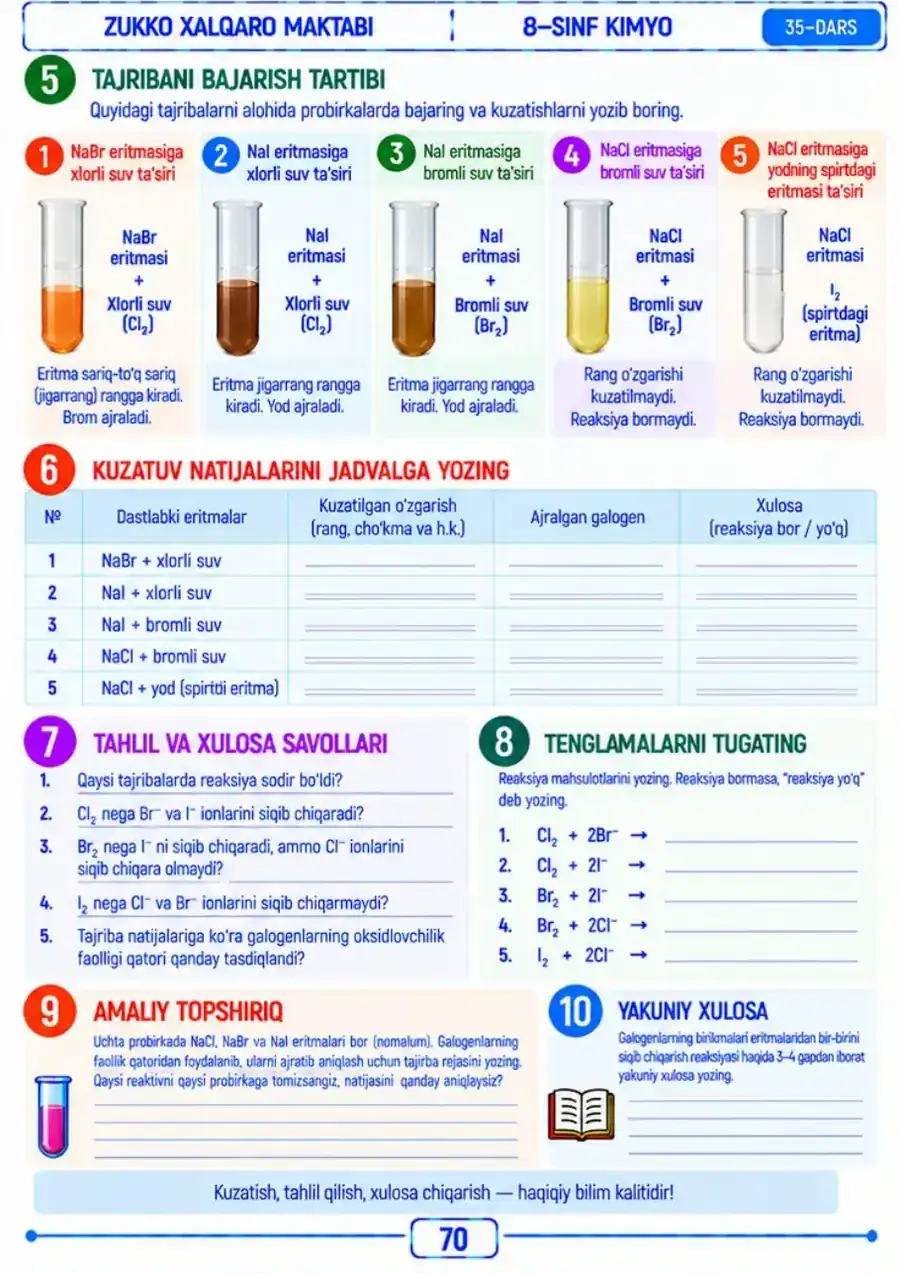 ZUKKO XALQARO MAKTABI
8–SINF KIMYO
35–DARS
5 TAJRIBANI BAJARISH TARTIBI
Quyidagi tajribalarni alohida probirkalarda bajaring va kuzatishlarni yozib boring.
1 NaBr eritmasiga
xlorli suv ta'siri
NaBr
eritmasi
+
Xlorli suv
(Cl₂)
Eritma sariq-to'q sariq
(jigarrang) rangga kiradi.
Brom ajraladi.
2 NaI eritmasiga
xlorli suv ta'siri
NaI
eritmasi
+
Xlorli suv
(Cl₂)
Eritma jigarrang rangga
kiradi. Yod ajraladi.
3 NaI eritmasiga
bromli suv ta'siri
NaI
eritmasi
+
Bromli suv
(Br₂)
Eritma jigarrang rangga
kiradi. Yod ajraladi.
4 NaCl eritmasiga
bromli suv ta'siri
NaCl
eritmasi
+
Bromli suv
(Br₂)
Rang o'zgarishi
kuzatilmaydi.
Reaksiya bormaydi.
5 NaCl eritmasiga
yodning spirtdagi
eritmasi ta'siri
NaCl
eritmasi
I₂
(spirtdagi
eritma)
Rang o'zgarishi
kuzatilmaydi.
Reaksiya bormaydi.
6 KUZATUV NATIJALARINI JADVALGA YOZING
№ Dastlabki eritmalar
Kuzatilgan o'zgarish
(rang, cho'kma va h.k.)
Ajralgan galogen
Xulosa
(reaksiya bor / yo'q)
1 NaBr + xlorli suv
2 NaI + xlorli suv
3 NaI + bromli suv
4 NaCl + bromli suv
5 NaCl + yod (spirtdi eritma)
7 TAHLIL VA XULOSA SAVOLLARI
1. Qaysi tajribalarda reaksiya sodir bo'ldi?
2. Cl₂ nega Br⁻ va I⁻ ionlarini siqib chiqaradi?
3. Br₂ nega I⁻ ni siqib chiqaradi, ammo Cl⁻ ionlarini
siqib chiqara olmaydi?
4. I₂ nega Cl⁻ va Br⁻ ionlarini siqib chiqarmaydi?
5. Tajriba natijalariga ko'ra galogenlarning oksidlovchilik
faolligi qatori qanday tasdiqlandi?
8 TENGLAMALARNI TUGATING
Reaksiya mahsulotlarini yozing. Reaksiya bormasa, "reaksiya yo'q"
deb yozing.
1. Cl₂ + 2Br⁻ →
2. Cl₂ + 2I⁻ →
3. Br₂ + 2I⁻ →
4. Br₂ + 2Cl⁻ →
5. I₂ + 2Cl⁻ →
9 AMALIY TOPSHIRIQ
Uchta probirkada NaCl, NaBr va NaI eritmalari bor (nomalum). Galogenlarning
faollik qatoridan foydalanib, ularni ajratib aniqlash uchun tajirba rejasini yozing.
Qaysi reaktivni qaysi probirkaga tomizsangiz, natijasini qanday aniqlaysiz?
10 YAKUNIY XULOSA
Galogenlarning birikmalari eritmalaridan bir-birini
siqib chiqarish reaksiyasi haqida 3–4 gapdan iborat
yakuniy xulosa yozing.
Kuzatish, tahlil qilish, xulosa chiqarish — haqiqiy bilim kalitidir!
70